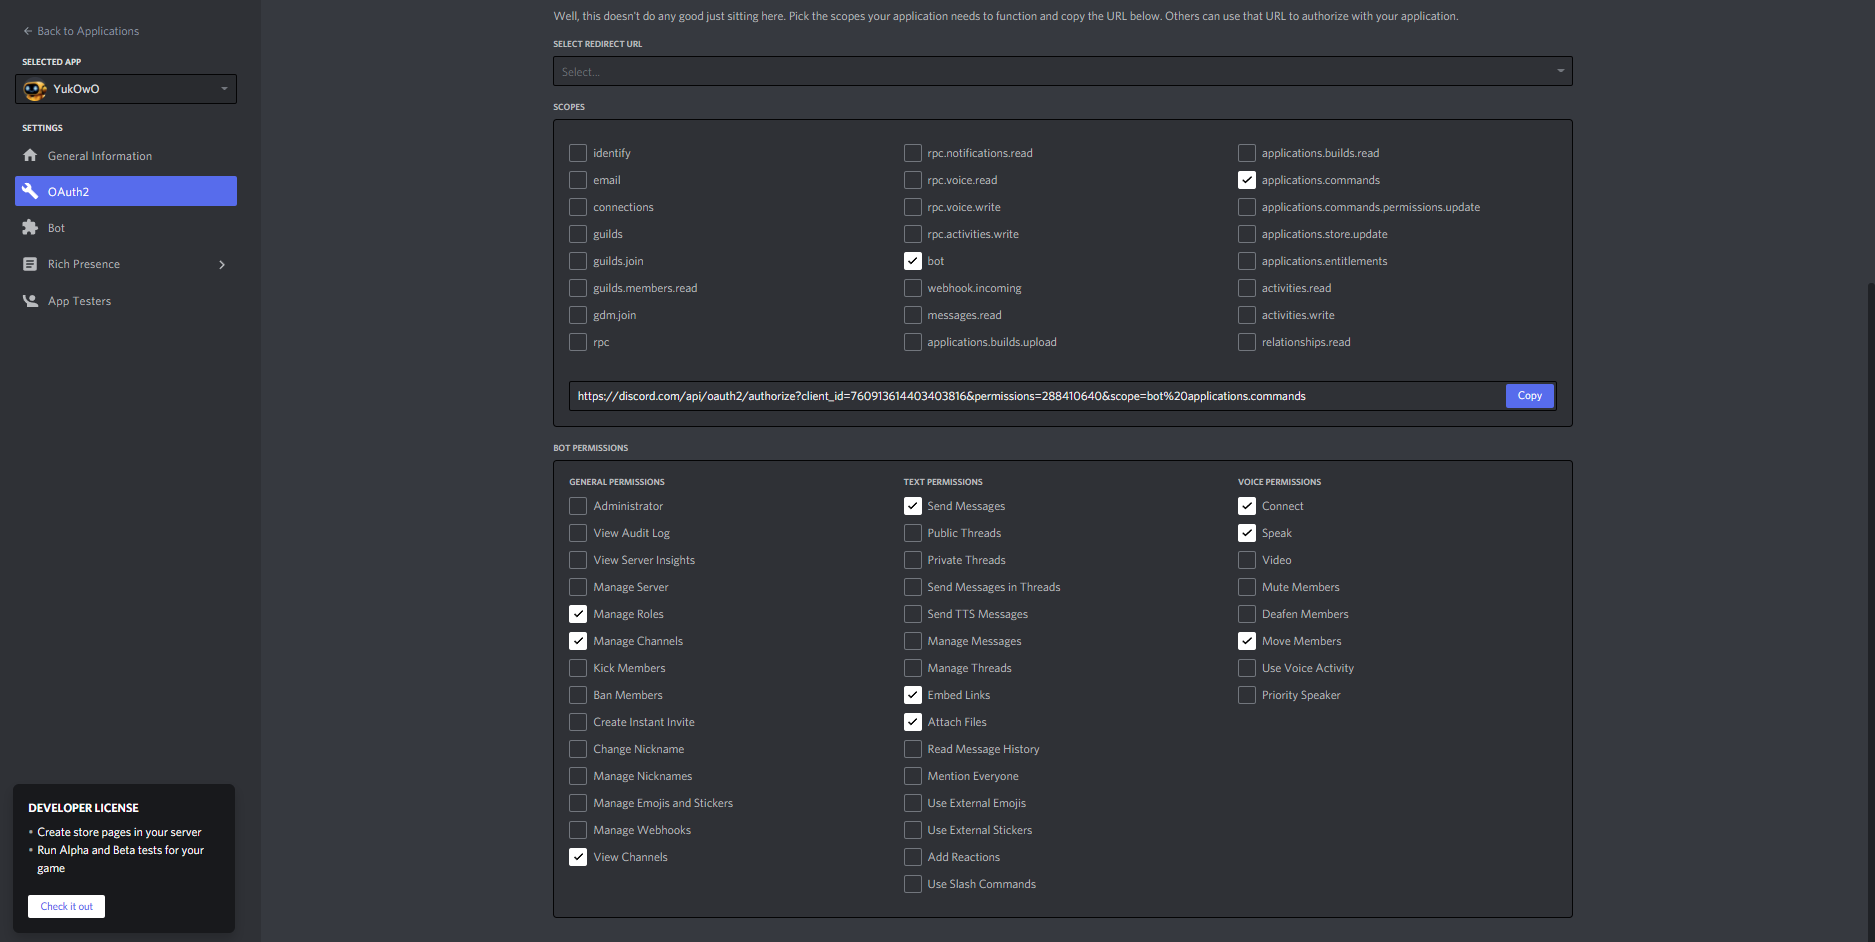 ← Back to Applications
SELECTED APP
YukOwO
SETTINGS
General Information
OAuth2
Bot
Rich Presence
App Testers
DEVELOPER LICENSE
• Create store pages in your server
• Run Alpha and Beta tests for your
game
Check it out
Well, this doesn't do any good just sitting here. Pick the scopes your application needs to function and copy the URL below. Others can use that URL to authorize with your application.
SELECT REDIRECT URL
Select...
SCOPES
identify
email
connections
guilds
guilds.join
guilds.members.read
gdm.join
rpc
rpc.notifications.read
rpc.voice.read
rpc.voice.write
rpc.activities.write
bot
webhook.incoming
messages.read
applications.builds.upload
applications.builds.read
applications.commands
applications.commands.permissions.update
applications.store.update
applications.entitlements
activities.read
activities.write
relationships.read
https://discord.com/api/oauth2/authorize?client_id=760913614403403816&permissions=288410640&scope=bot%20applications.commands
Copy
BOT PERMISSIONS
GENERAL PERMISSIONS
Administrator
View Audit Log
View Server Insights
Manage Server
Manage Roles
Manage Channels
Kick Members
Ban Members
Create Instant Invite
Change Nickname
Manage Nicknames
Manage Emojis and Stickers
Manage Webhooks
View Channels
TEXT PERMISSIONS
Send Messages
Public Threads
Private Threads
Send Messages in Threads
Send TTS Messages
Manage Messages
Manage Threads
Embed Links
Attach Files
Read Message History
Mention Everyone
Use External Emojis
Use External Stickers
Add Reactions
Use Slash Commands
VOICE PERMISSIONS
Connect
Speak
Video
Mute Members
Deafen Members
Move Members
Use Voice Activity
Priority Speaker